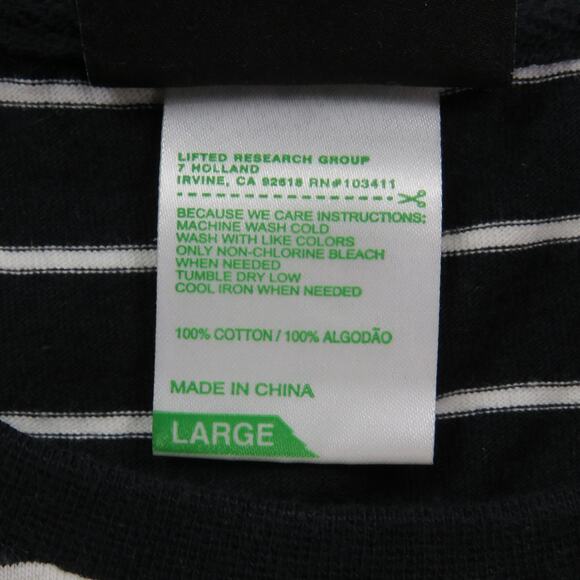 LIFTED RESEARCH GROUP
7 HOLLAND
IRVINE, CA 92618 RN#103411
BECAUSE WE CARE INSTRUCTIONS:
MACHINE WASH COLD
WASH WITH LIKE COLORS
ONLY NON-CHLORINE BLEACH
WHEN NEEDED
TUMBLE DRY LOW
COOL IRON WHEN NEEDED
100% COTTON / 100% ALGODÃO
MADE IN CHINA
LARGE